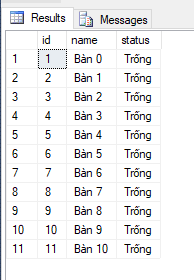 Results Messages
id name status
1 1 Bàn 0 Trống
2 2 Bàn 1 Trống
3 3 Bàn 2 Trống
4 4 Bàn 3 Trống
5 5 Bàn 4 Trống
6 6 Bàn 5 Trống
7 7 Bàn 6 Trống
8 8 Bàn 7 Trống
9 9 Bàn 8 Trống
10 10 Bàn 9 Trống
11 11 Bàn 10 Trống